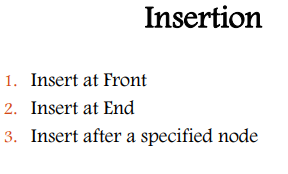 Insertion
1. Insert at Front
2. Insert at End
3. Insert after a specified node